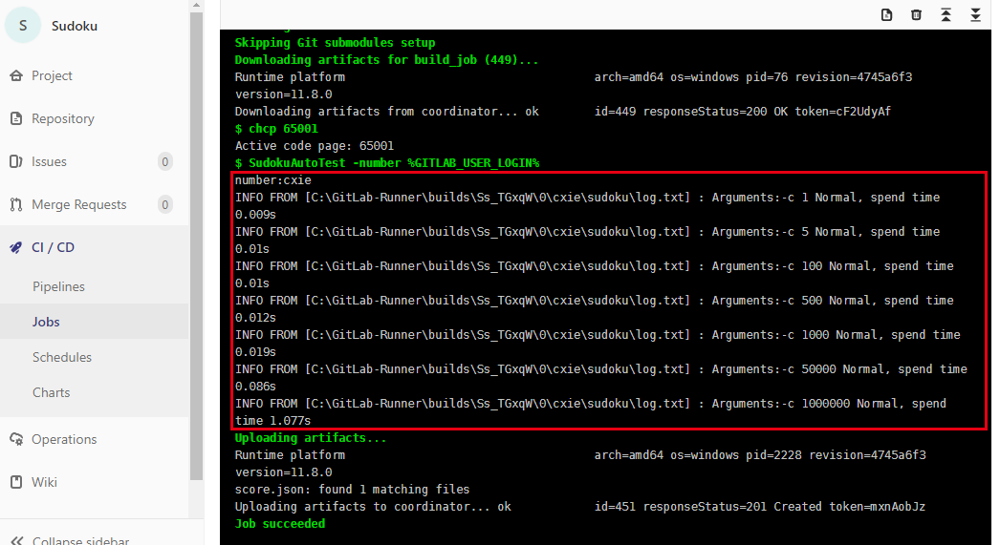 S
Sudoku
Project
Repository
Issues
0
Merge Requests
0
CI / CD
Pipelines
Jobs
Schedules
Charts
Operations
Wiki
Collapse sidebar
Skipping Git submodules setup
Downloading artifacts for build_job (449)...
Runtime platform                                    arch=amd64 os=windows pid=76 revision=4745a6f3
version=11.8.0
Downloading artifacts from coordinator... ok        id=449 responseStatus=200 OK token=cF2UdyAf
$ chcp 65001
Active code page: 65001
$ SudokuAutoTest -number %GITLAB_USER_LOGIN%
number:cxie
INFO FROM [C:\GitLab-Runner\builds\Ss_TGxqW\0\cxie\sudoku\log.txt] : Arguments:-c 1 Normal, spend time
0.009s
INFO FROM [C:\GitLab-Runner\builds\Ss_TGxqW\0\cxie\sudoku\log.txt] : Arguments:-c 5 Normal, spend time
0.01s
INFO FROM [C:\GitLab-Runner\builds\Ss_TGxqW\0\cxie\sudoku\log.txt] : Arguments:-c 100 Normal, spend time
0.01s
INFO FROM [C:\GitLab-Runner\builds\Ss_TGxqW\0\cxie\sudoku\log.txt] : Arguments:-c 500 Normal, spend time
0.012s
INFO FROM [C:\GitLab-Runner\builds\Ss_TGxqW\0\cxie\sudoku\log.txt] : Arguments:-c 1000 Normal, spend time
0.019s
INFO FROM [C:\GitLab-Runner\builds\Ss_TGxqW\0\cxie\sudoku\log.txt] : Arguments:-c 50000 Normal, spend time
0.086s
INFO FROM [C:\GitLab-Runner\builds\Ss_TGxqW\0\cxie\sudoku\log.txt] : Arguments:-c 1000000 Normal, spend
time 1.077s
Uploading artifacts...
Runtime platform                                    arch=amd64 os=windows pid=2228 revision=4745a6f3
version=11.8.0
score.json: found 1 matching files
Uploading artifacts to coordinator... ok            id=451 responseStatus=201 Created token=mxnAobJz
Job succeeded